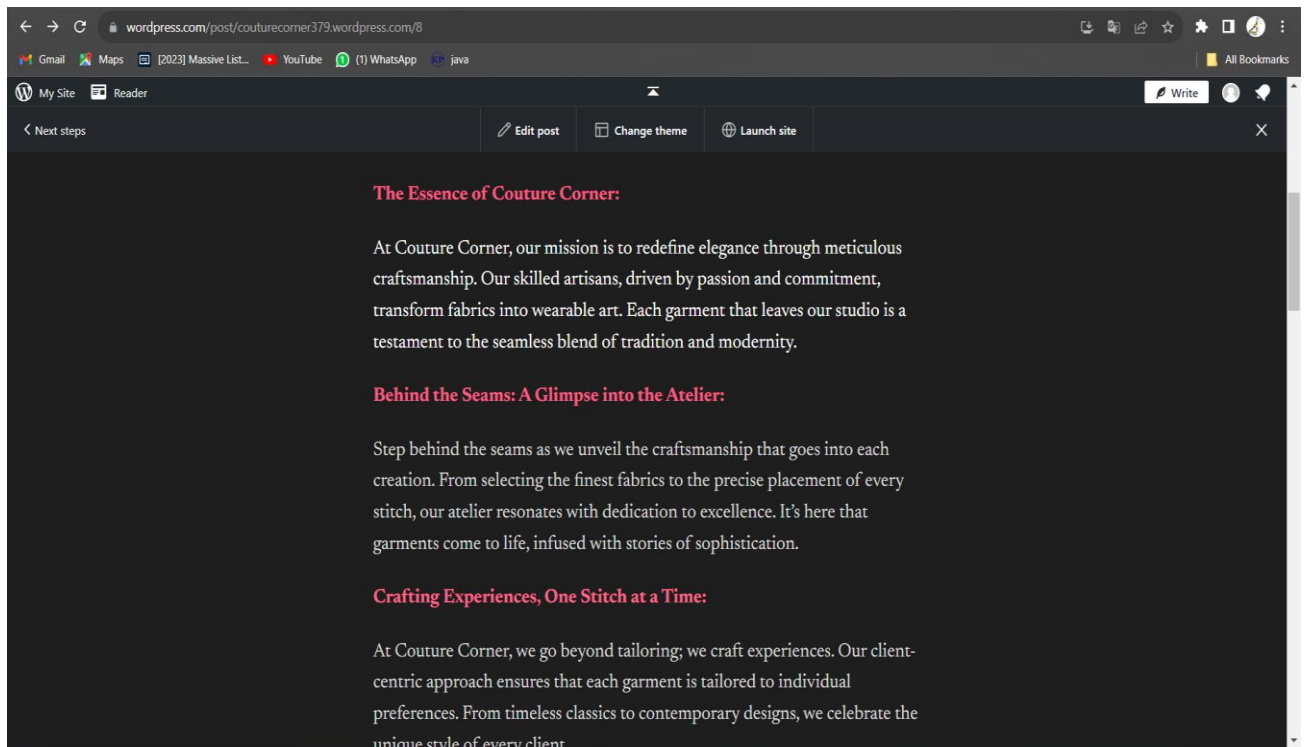 wordpress.com/post/couturecorner379.wordpress.com/8
Gmail Maps [2023] Massive List... YouTube (1) WhatsApp java All Bookmarks
My Site Reader Write
Next steps Edit post Change theme Launch site
The Essence of Couture Corner:
At Couture Corner, our mission is to redefine elegance through meticulous
craftsmanship. Our skilled artisans, driven by passion and commitment,
transform fabrics into wearable art. Each garment that leaves our studio is a
testament to the seamless blend of tradition and modernity.
Behind the Seams: A Glimpse into the Atelier:
Step behind the seams as we unveil the craftsmanship that goes into each
creation. From selecting the finest fabrics to the precise placement of every
stitch, our atelier resonates with dedication to excellence. It’s here that
garments come to life, infused with stories of sophistication.
Crafting Experiences, One Stitch at a Time:
At Couture Corner, we go beyond tailoring; we craft experiences. Our client-
centric approach ensures that each garment is tailored to individual
preferences. From timeless classics to contemporary designs, we celebrate the
unique style of every client